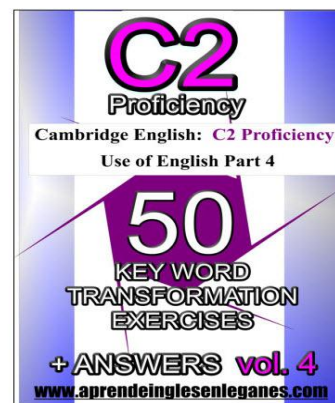 C2
Proficiency
Cambridge English: C2 Proficiency
Use of English Part 4
50
KEY WORD
TRANSFORMATION
EXERCISES
+ ANSWERS vol. 4
www.aprendeinglesenleganes.com